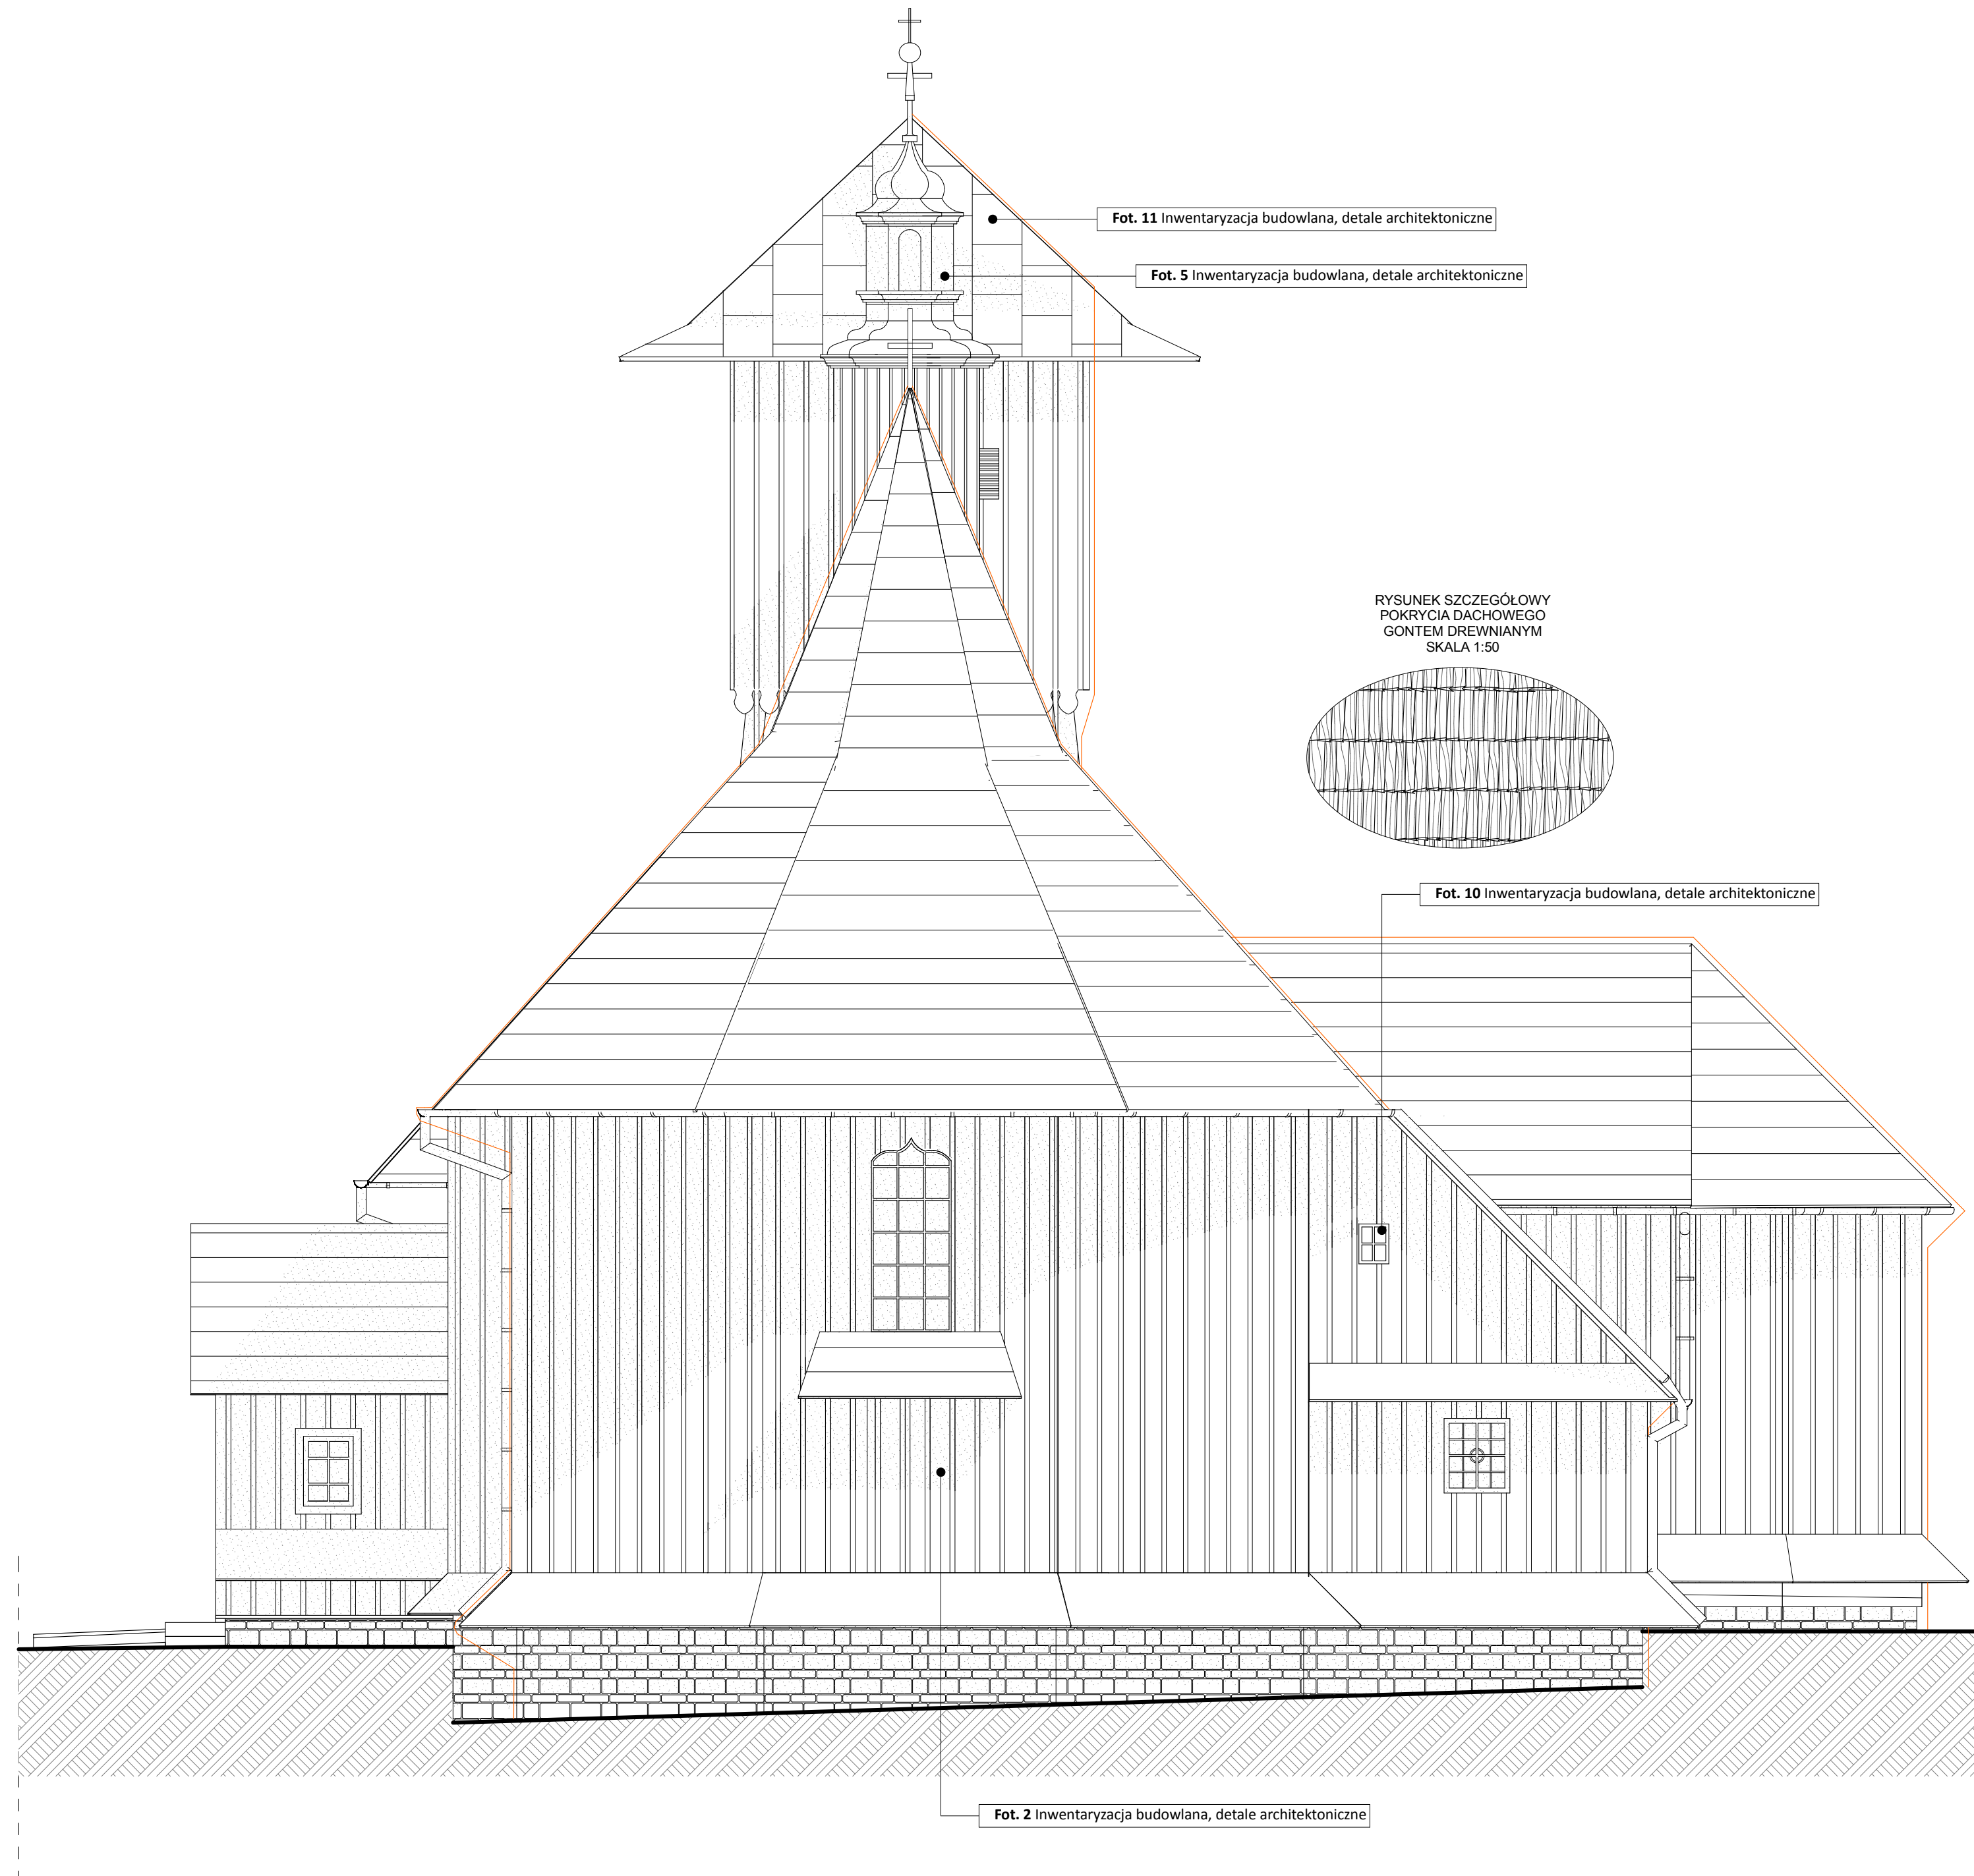 Fot. 11 Inwentaryzacja budowlana, detale architektoniczne
Fot. 5 Inwentaryzacja budowlana, detale architektoniczne
RYSUNEK SZCZEGÓŁOWY
POKRYCIA DACHOWEGO
GONTEM DREWNIANYM
SKALA 1:50
Fot. 10 Inwentaryzacja budowlana, detale architektoniczne
Fot. 2 Inwentaryzacja budowlana, detale architektoniczne